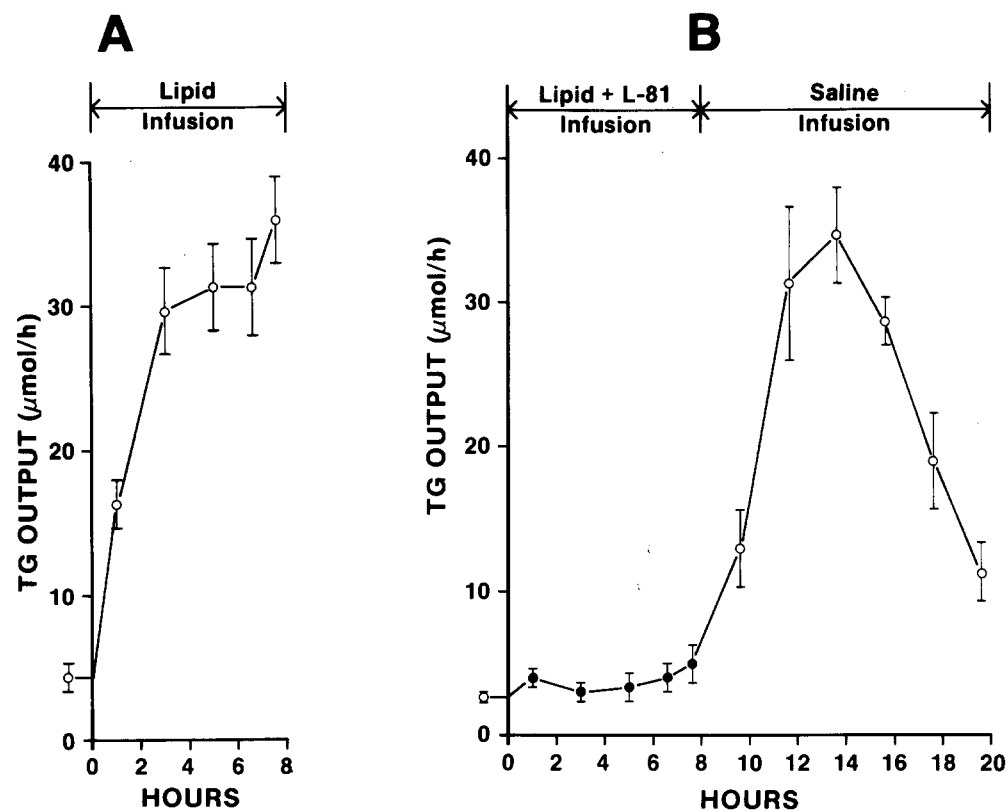 A
Lipid
Infusion
TG OUTPUT (μmol/h)
40
30
20
10
0
0 2 4 6 8
HOURS
B
Lipid + L-81
Infusion
Saline
Infusion
TG OUTPUT (μmol/h)
40
30
20
10
0
0 2 4 6 8 10 12 14 16 18 20
HOURS